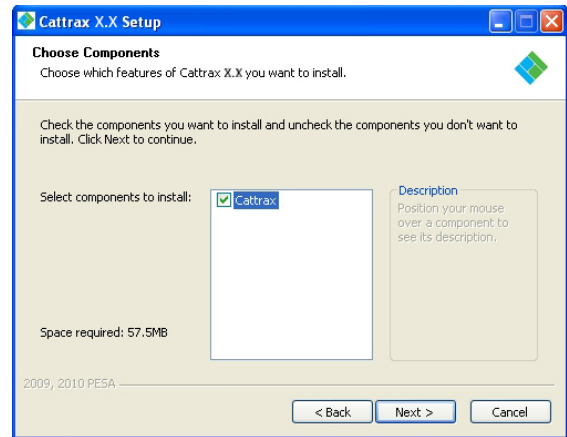 Cattrax X.X Setup
Choose Components
Choose which features of Cattrax X.X you want to install.
Check the components you want to install and uncheck the components you don't want to
install. Click Next to continue.
Select components to install:
Cattrax
Description
Position your mouse
over a component to
see its description.
Space required: 57.5MB
2009, 2010 PESA
< Back
Next >
Cancel